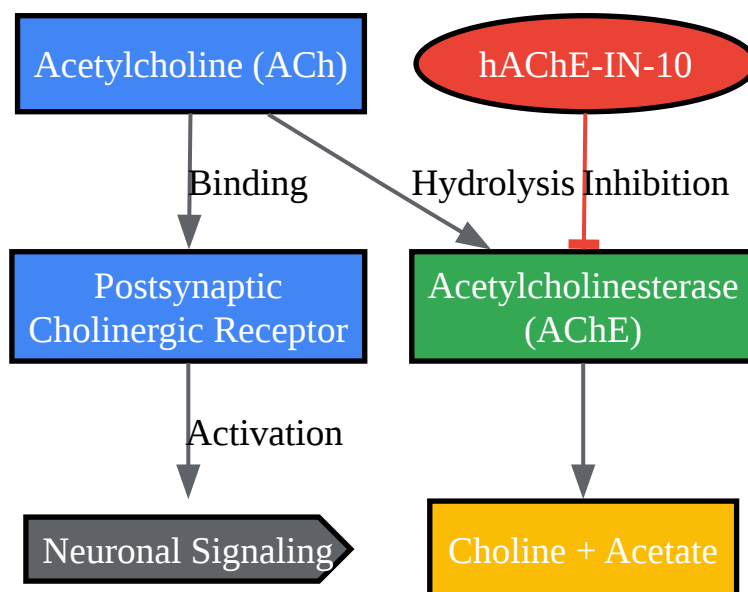 Acetylcholine (ACh)
hAChE-IN-10
Binding
Hydrolysis
Inhibition
Postsynaptic
Cholinergic Receptor
Acetylcholinesterase
(AChE)
Activation
Neuronal Signaling
Choline + Acetate